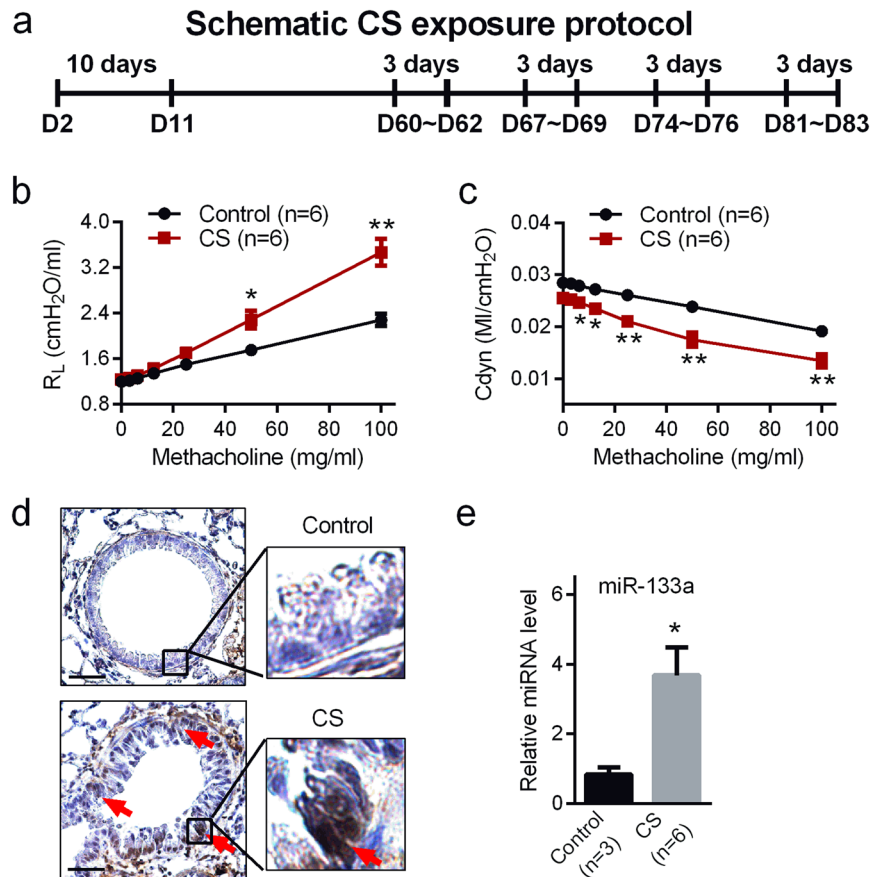 a
Schematic CS exposure protocol
10 days 3 days 3 days 3 days 3 days
D2 D11 D60~D62 D67~D69 D74~D76 D81~D83
b
Control (n=6)
CS (n=6)
R_L (cmH₂O/ml)
4.0
3.2
2.4
1.6
0.8
*
**
0 20 40 60 80 100
Methacholine (mg/ml)
c
Control (n=6)
CS (n=6)
Cdyn (Ml/cmH₂O)
0.04
0.03
0.02
0.01
* * ** ** **
0 20 40 60 80 100
Methacholine (mg/ml)
d
Control
CS
e
miR-133a
Relative miRNA level
6
4
2
0
*
Control (n=3)
CS (n=6)